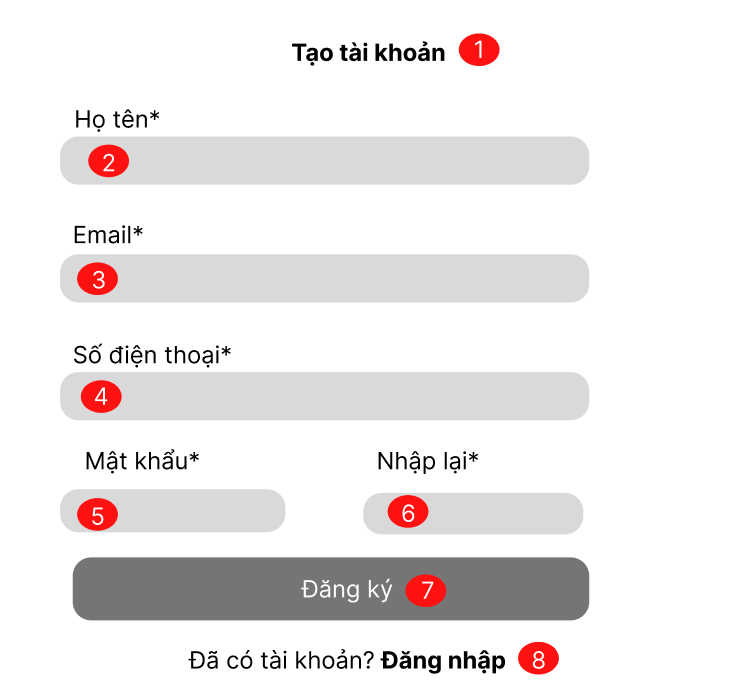 Tạo tài khoản 1
Họ tên*
2
Email*
3
Số điện thoại*
4
Mật khẩu* Nhập lại*
5 6
Đăng ký 7
Đã có tài khoản? Đăng nhập 8